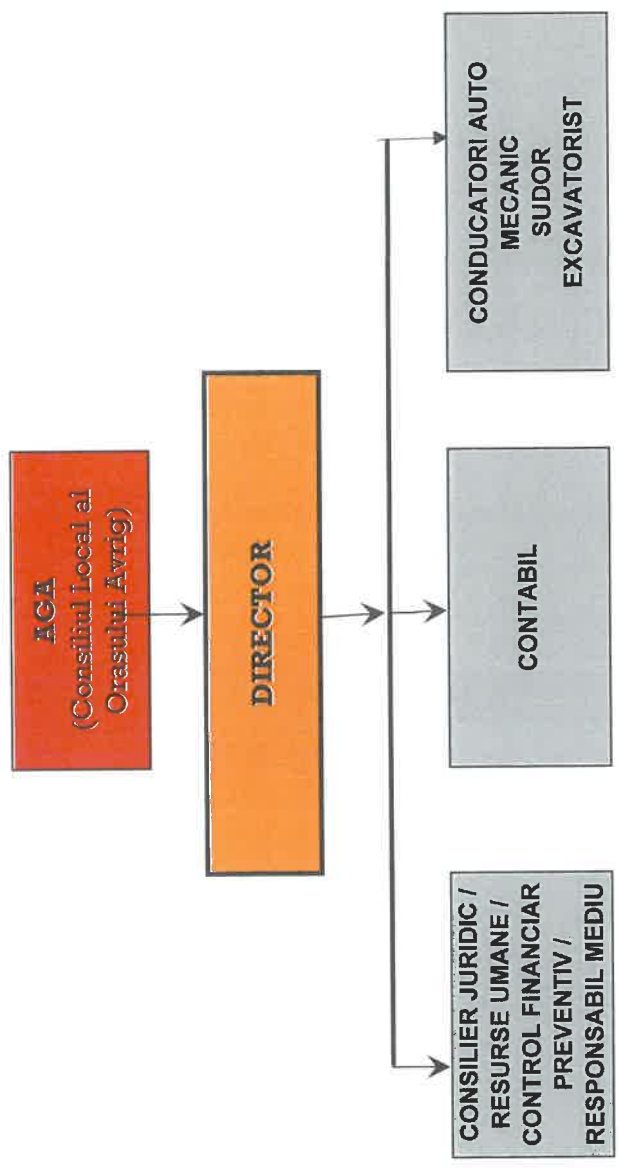 AGA
(Consiliul Local al
Orasului Avrig)
DIRECTOR
CONSILIER JURIDIC /
RESURSE UMANE /
CONTROL FINANCIAR
PREVENTIV /
RESPONSABIL MEDIU
CONTABIL
CONDUCATORI AUTO
MECANIC
SUDOR
EXCAVATORIST